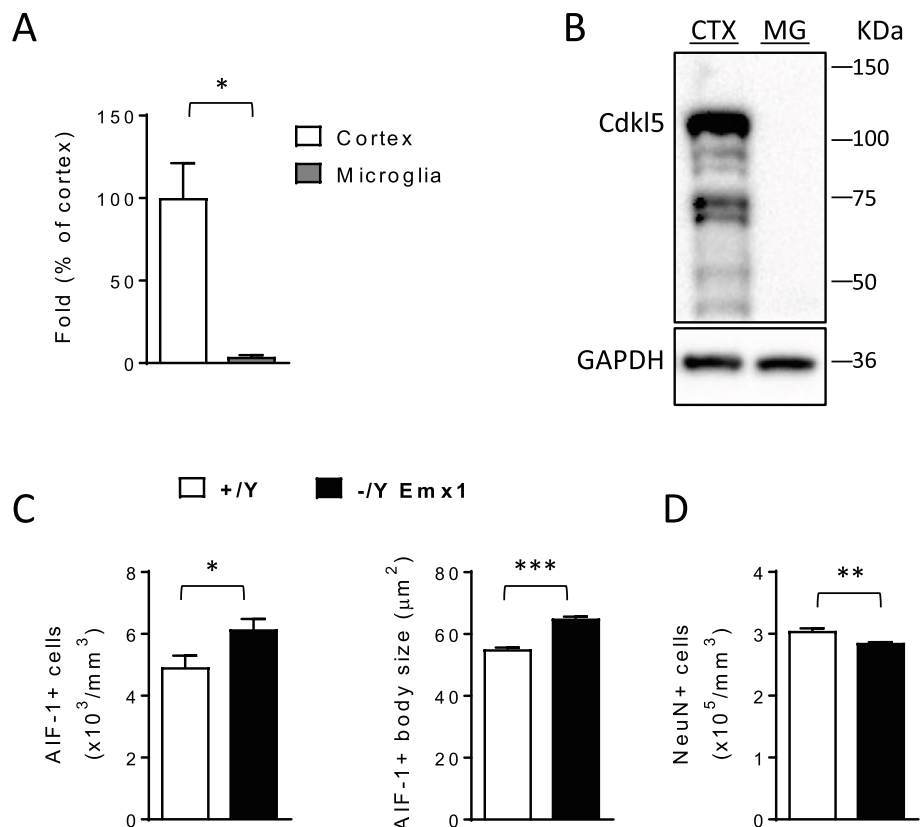 A
Fold (% of cortex)
150
100
50
0
*
Cortex
Microglia
B
CTX MG KDa
Cdkl5
150
100
75
50
GAPDH
36
+/Y -/Y Emx1
C
AIF-1+ cells
(x10³/mm³)
8
6
4
2
0
*
AIF-1+ body size (µm²)
80
60
40
20
0
***
D
NeuN+ cells
(x10⁵/mm³)
4
3
2
1
0
**